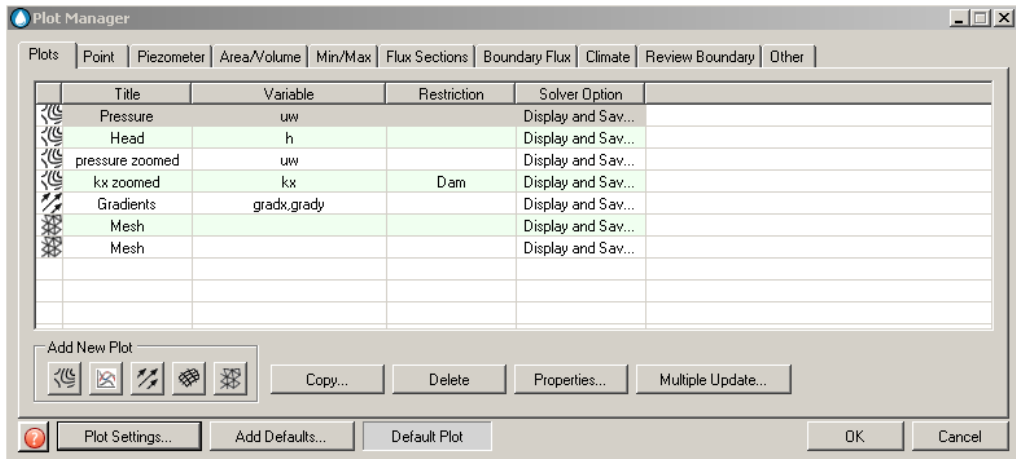 Plot Manager
Plots Point Piezometer Area/Volume Min/Max Flux Sections Boundary Flux Climate Review Boundary Other
Title Variable Restriction Solver Option
Pressure uw Display and Sav...
Head h Display and Sav...
pressure zoomed uw Display and Sav...
kx zoomed kx Dam Display and Sav...
Gradients gradx,grady Display and Sav...
Mesh Display and Sav...
Mesh Display and Sav...
Add New Plot
Copy... Delete Properties... Multiple Update...
? Plot Settings... Add Defaults... Default Plot OK Cancel